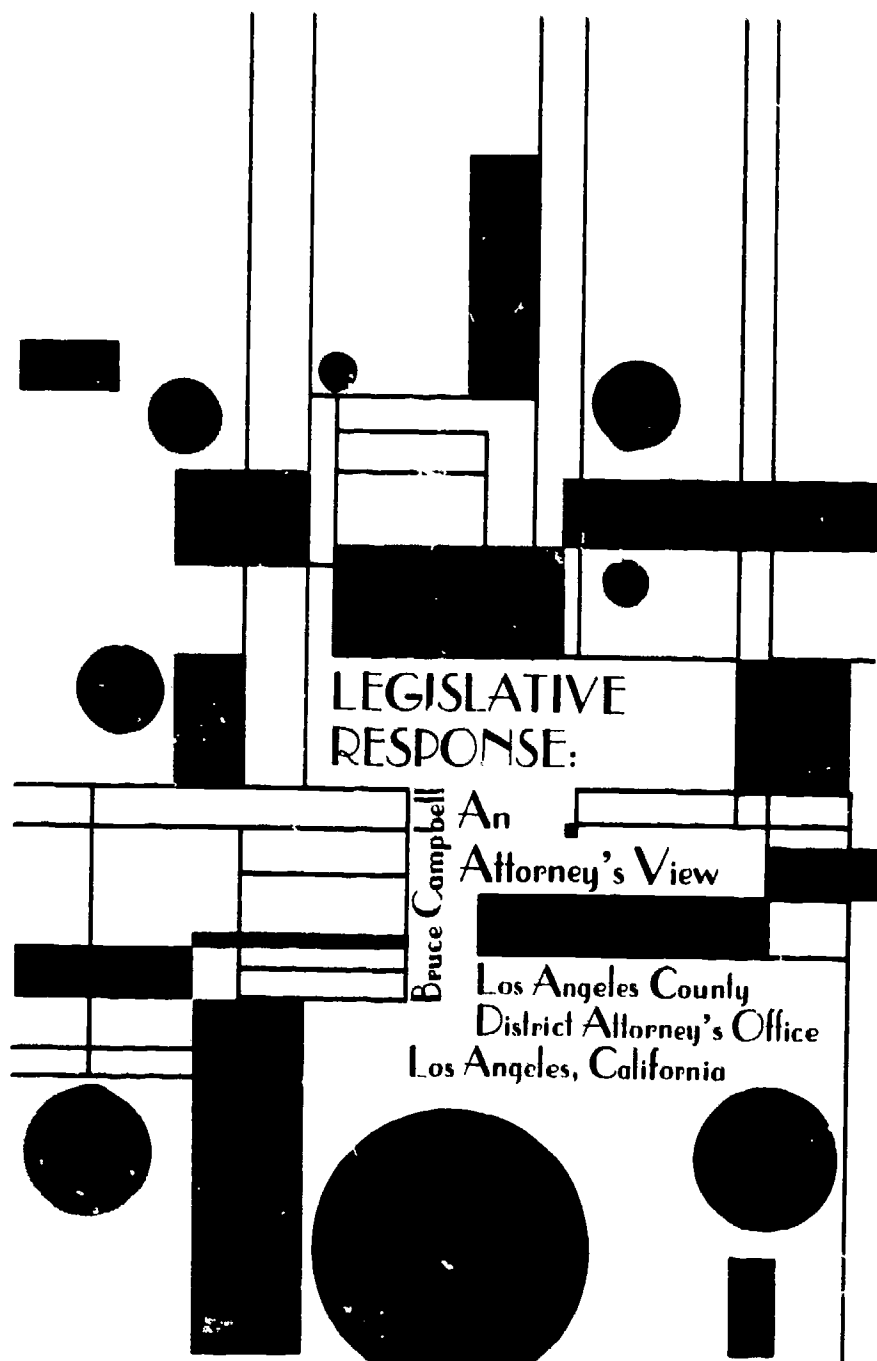 LEGISLATIVE
RESPONSE:
An
Attorney's View
Bruce Campbell
Los Angeles County
District Attorney's Office
Los Angeles, California